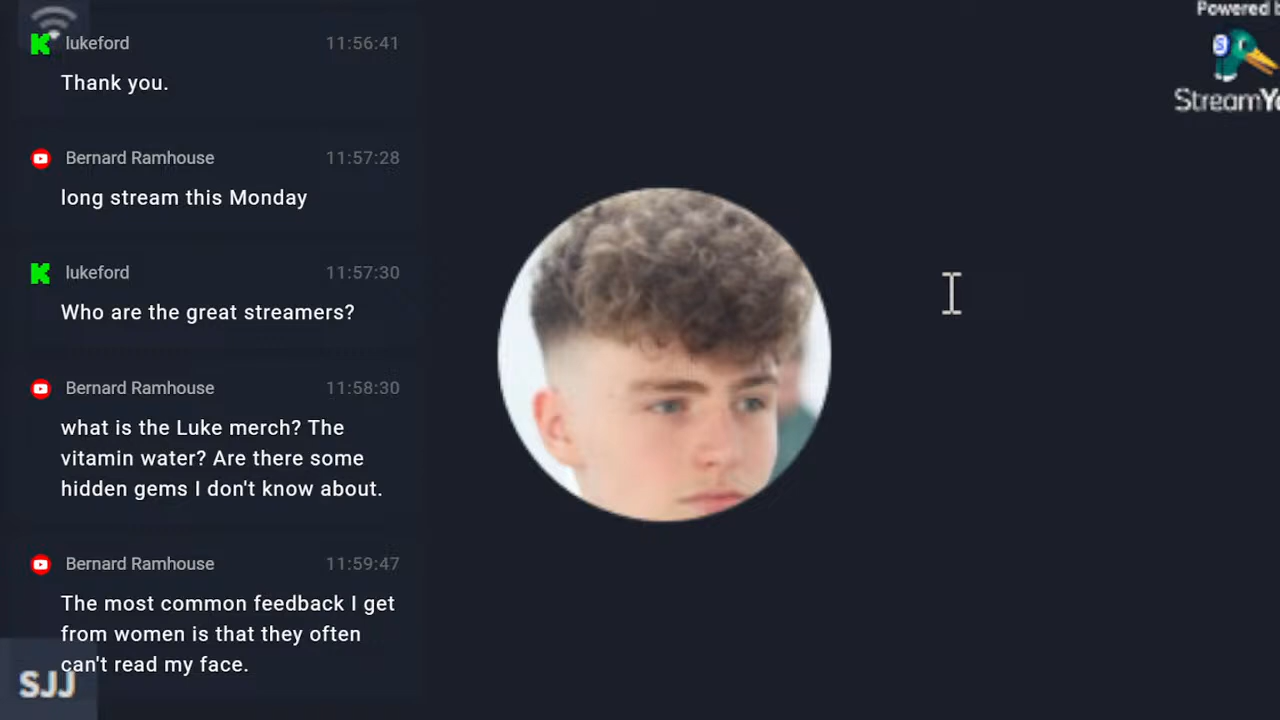 lukeford 11:56:41
Thank you.
Bernard Ramhouse 11:57:28
long stream this Monday
lukeford 11:57:30
Who are the great streamers?
Bernard Ramhouse 11:58:30
what is the Luke merch? The
vitamin water? Are there some
hidden gems I don't know about.
Bernard Ramhouse 11:59:47
The most common feedback I get
from women is that they often
can't read my face.
SJJ
Powered b
S
StreamY